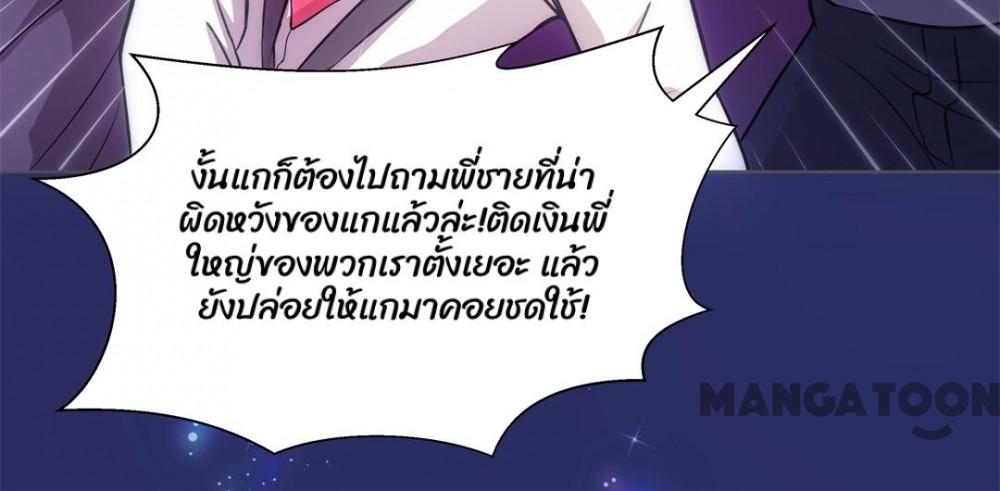 งั้นแกก็ต้องไปถามพี่ชายที่น่า
ผิดหวังของแกแล้วล่ะ!ติดเงินพี่
ใหญ่ของพวกเราตั้งเยอะ แล้ว
ยังปล่อยให้แกมาคอยชดใช้!
MANGATOON